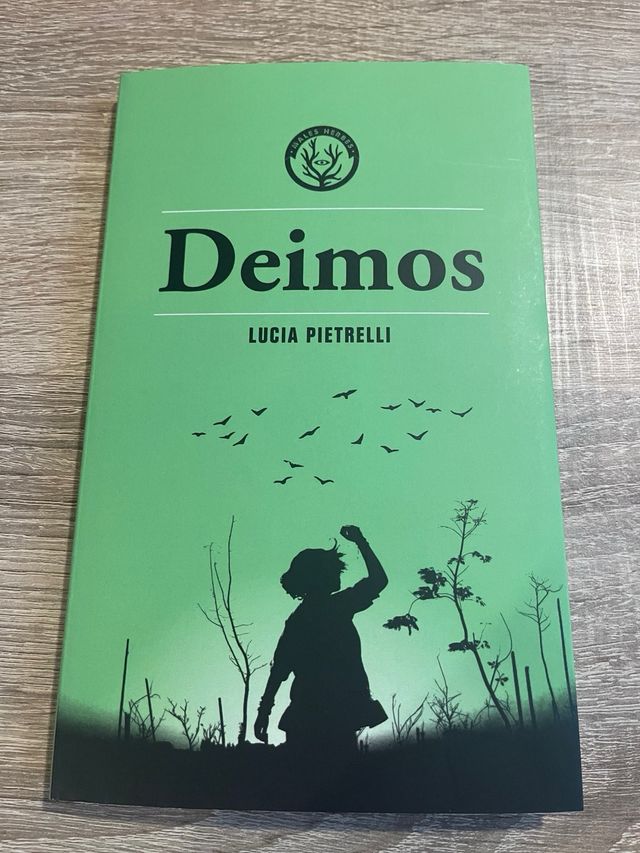 ·MALES HERBES·
Deimos
LUCIA PIETRELLI